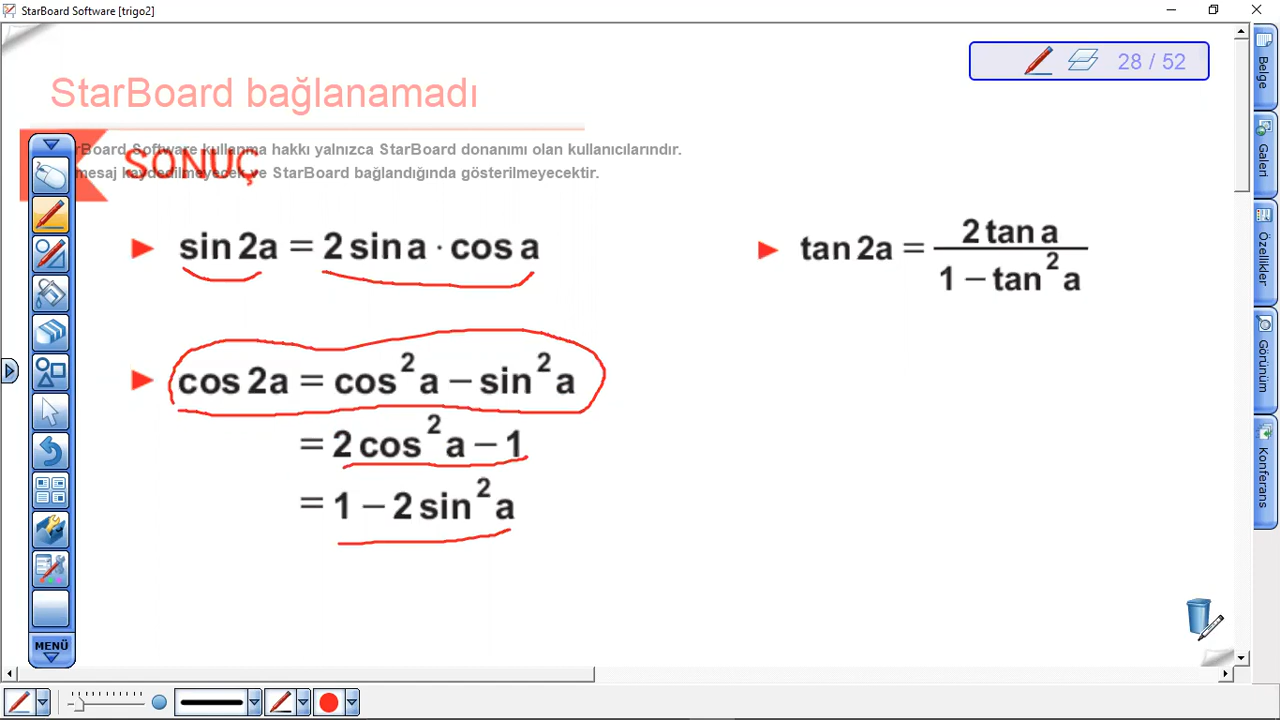 StarBoard Software [trigo2]
28 / 52
StarBoard bağlanamadı
rBoard Software kullanma hakkı yalnızca StarBoard donanımı olan kullanıcılarındır.
SONUÇ
mesaj kaydedilmeyecek ve StarBoard bağlandığında gösterilmeyecektir.
sin 2a = 2 sin a · cos a
tan 2a = 2 tan a / 1 − tan²a
cos 2a = cos²a − sin²a
= 2 cos²a − 1
= 1 − 2 sin²a
MENÜ
Belge
Galeri
Özellikler
Görünüm
Konferans